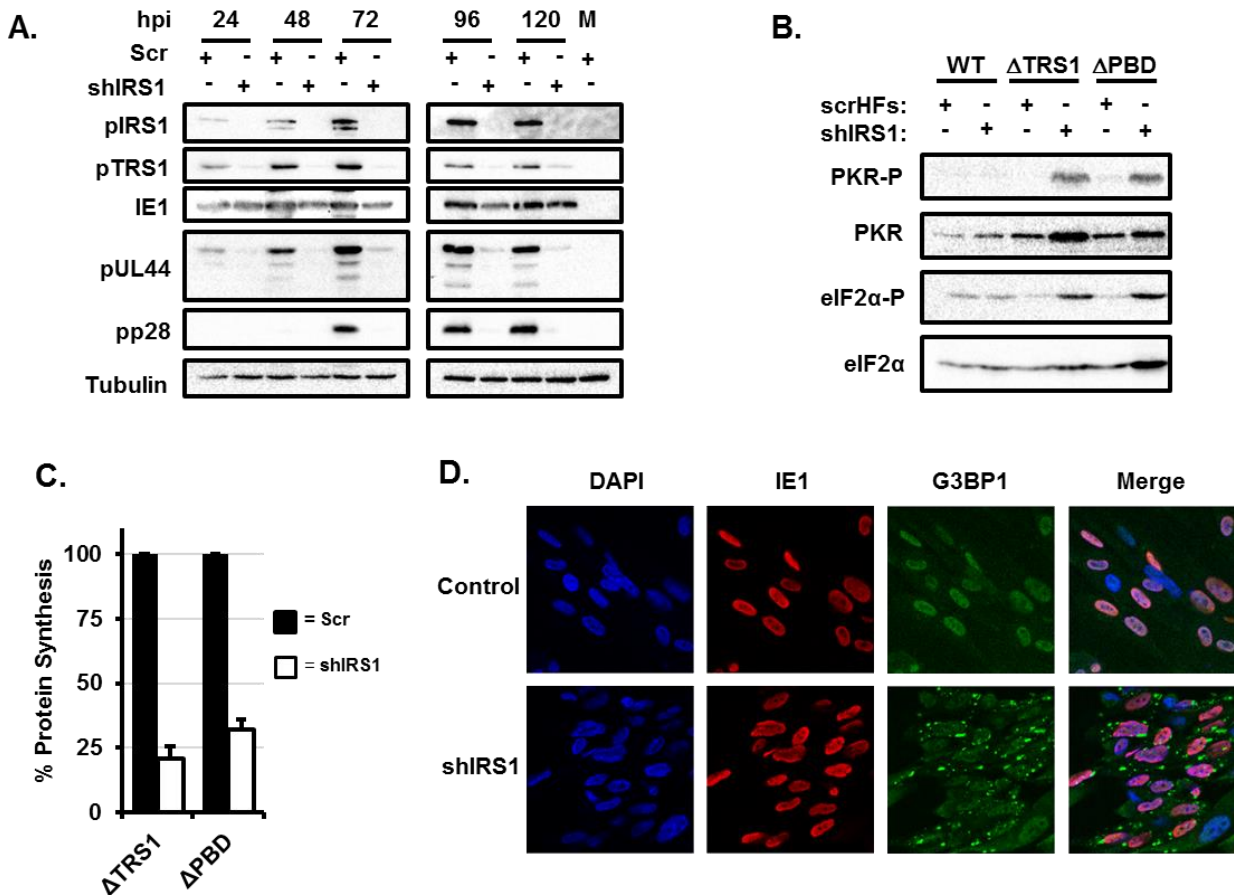 A.
hpi 24 48 72 96 120 M
Scr + - + - + - + - + - +
shIRS1 - + - + - + - + - + -
pIRS1
pTRS1
IE1
pUL44
pp28
Tubulin
B.
WT ΔTRS1 ΔPBD
scrHFs: + - + - + -
shIRS1: - + - + - +
PKR-P
PKR
eIF2α-P
eIF2α
C.
% Protein Synthesis
100
75
50
25
0
ΔTRS1 ΔPBD
= Scr
= shIRS1
D.
DAPI IE1 G3BP1 Merge
Control
shIRS1